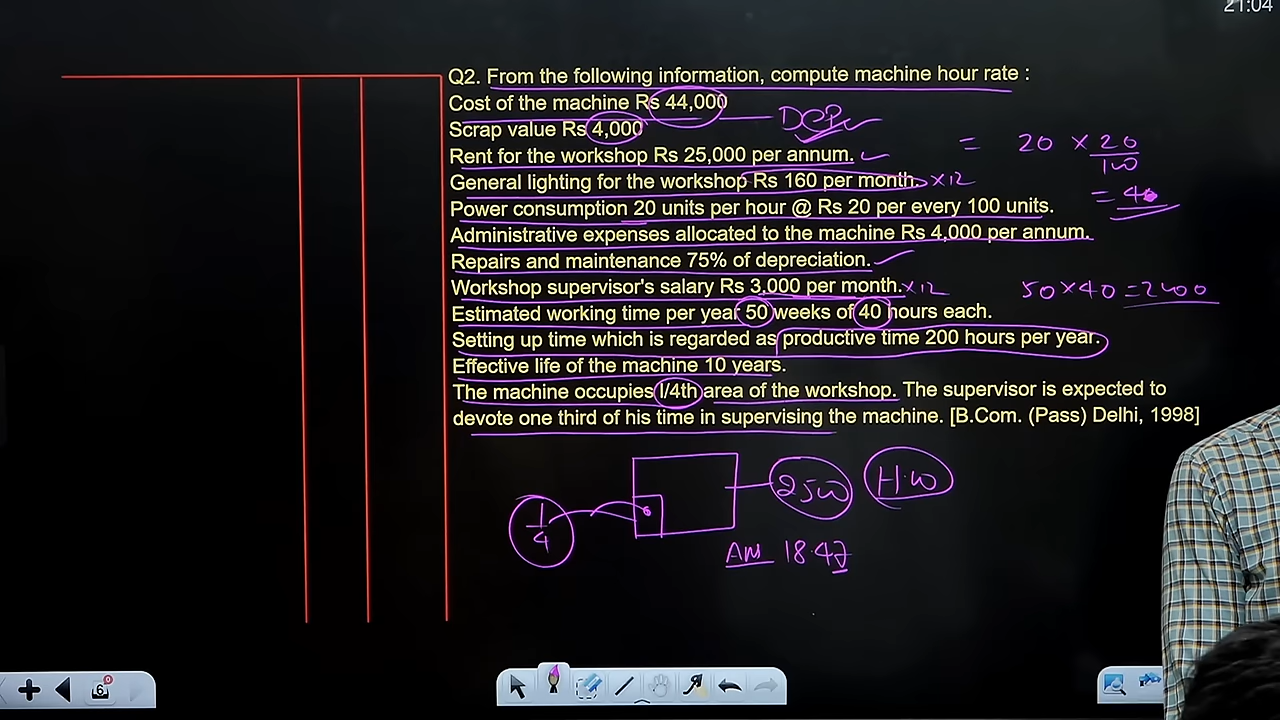 21:04
Q2. From the following information, compute machine hour rate :
Cost of the machine Rs 44,000
Scrap value Rs 4,000
DEPr
Rent for the workshop Rs 25,000 per annum.
General lighting for the workshop Rs 160 per month. ×12
= 20 × 20/100
= 40
Power consumption 20 units per hour @ Rs 20 per every 100 units.
Administrative expenses allocated to the machine Rs 4,000 per annum.
Repairs and maintenance 75% of depreciation.
Workshop supervisor's salary Rs 3,000 per month. ×12
50×40 = 2000
Estimated working time per year 50 weeks of 40 hours each.
Setting up time which is regarded as productive time 200 hours per year.
Effective life of the machine 10 years.
The machine occupies l/4th area of the workshop. The supervisor is expected to
devote one third of his time in supervising the machine. [B.Com. (Pass) Delhi, 1998]
1/4
2500
H.W
Ans 18.47
6